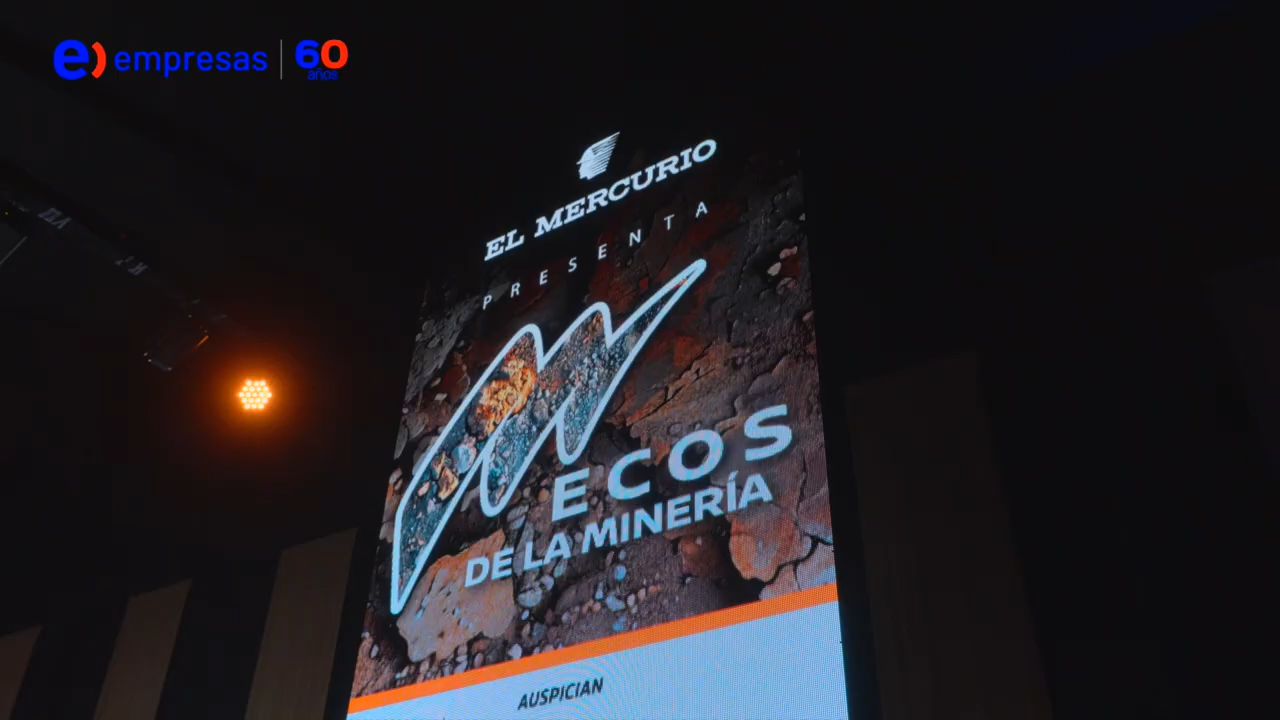 e) empresas | 60
años
EL MERCURIO
PRESENTA
ECOS
DE LA MINERÍA
AUSPICIAN